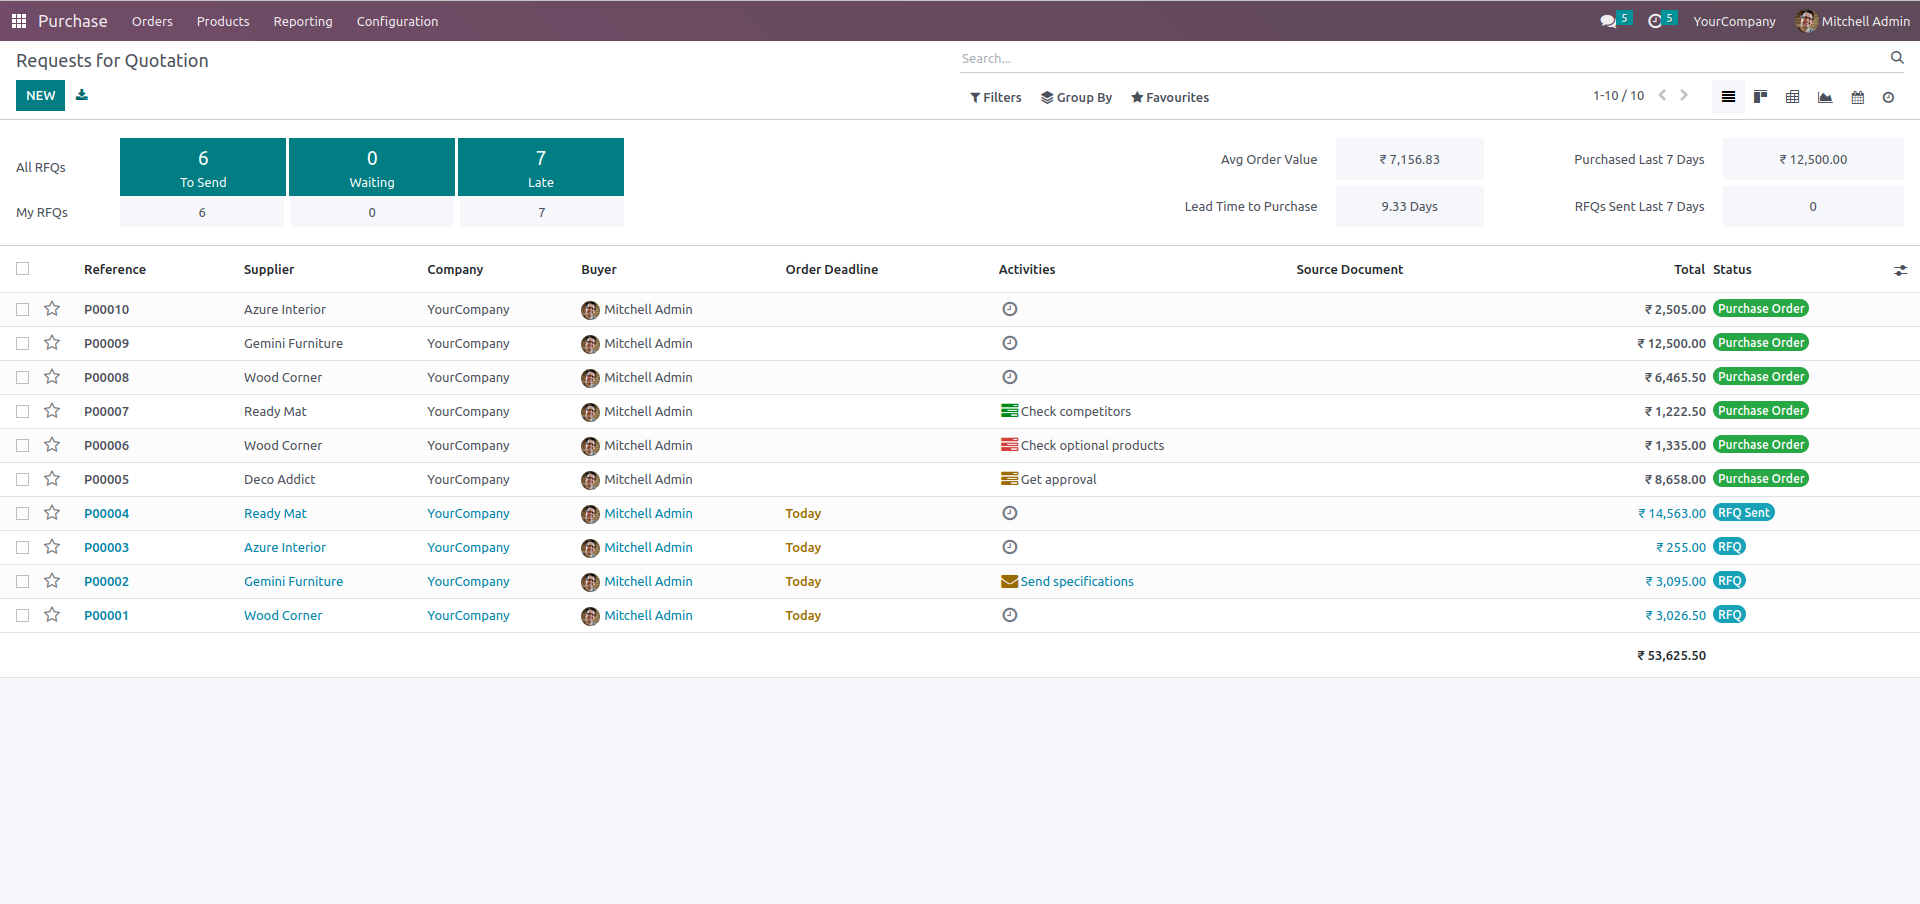 Purchase Orders Products Reporting Configuration 5 5 YourCompany Mitchell Admin
Requests for Quotation Search...
NEW Filters Group By Favourites 1-10 / 10
All RFQs 6 To Send 0 Waiting 7 Late
My RFQs 6 0 7
Avg Order Value ₹ 7,156.83 Purchased Last 7 Days ₹ 12,500.00
Lead Time to Purchase 9.33 Days RFQs Sent Last 7 Days 0
Reference Supplier Company Buyer Order Deadline Activities Source Document Total Status
P00010 Azure Interior YourCompany Mitchell Admin ₹ 2,505.00 Purchase Order
P00009 Gemini Furniture YourCompany Mitchell Admin ₹ 12,500.00 Purchase Order
P00008 Wood Corner YourCompany Mitchell Admin ₹ 6,465.50 Purchase Order
P00007 Ready Mat YourCompany Mitchell Admin Check competitors ₹ 1,222.50 Purchase Order
P00006 Wood Corner YourCompany Mitchell Admin Check optional products ₹ 1,335.00 Purchase Order
P00005 Deco Addict YourCompany Mitchell Admin Get approval ₹ 8,658.00 Purchase Order
P00004 Ready Mat YourCompany Mitchell Admin Today ₹ 14,563.00 RFQ Sent
P00003 Azure Interior YourCompany Mitchell Admin Today ₹ 255.00 RFQ
P00002 Gemini Furniture YourCompany Mitchell Admin Today Send specifications ₹ 3,095.00 RFQ
P00001 Wood Corner YourCompany Mitchell Admin Today ₹ 3,026.50 RFQ
₹ 53,625.50